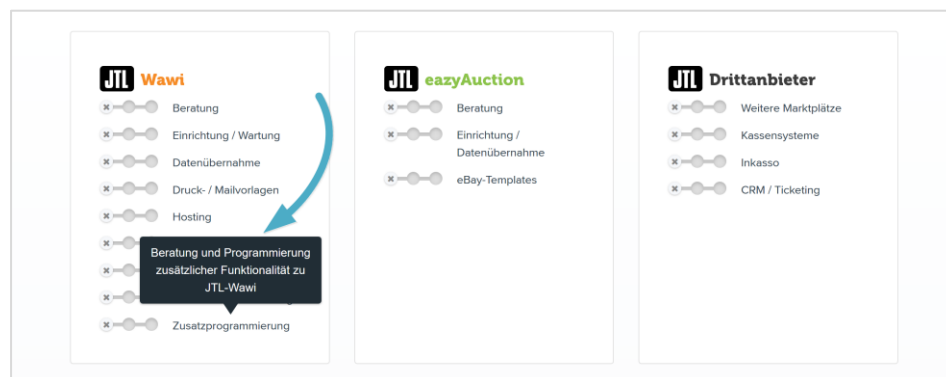 JTL Wawi
Beratung
Einrichtung / Wartung
Datenübernahme
Druck- / Mailvorlagen
Hosting
Beratung und Programmierung
zusätzlicher Funktionalität zu
JTL-Wawi
Zusatzprogrammierung
JTL eazyAuction
Beratung
Einrichtung /
Datenübernahme
eBay-Templates
JTL Drittanbieter
Weitere Marktplätze
Kassensysteme
Inkasso
CRM / Ticketing